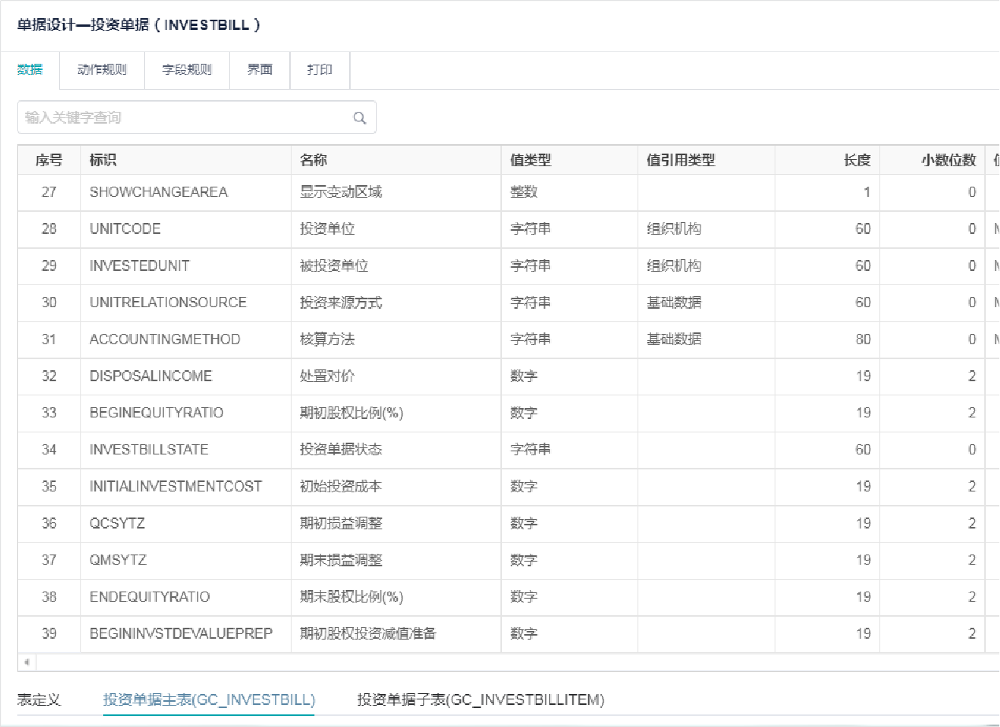 单据设计—投资单据（INVESTBILL）
数据 动作规则 字段规则 界面 打印
输入关键字查询
序号 标识 名称 值类型 值引用类型 长度 小数位数
27 SHOWCHANGEAREA 显示变动区域 整数 1 0
28 UNITCODE 投资单位 字符串 组织机构 60 0
29 INVESTEDUNIT 被投资单位 字符串 组织机构 60 0
30 UNITRELATIONSOURCE 投资来源方式 字符串 基础数据 60 0
31 ACCOUNTINGMETHOD 核算方法 字符串 基础数据 80 0
32 DISPOSALINCOME 处置对价 数字 19 2
33 BEGINEQUITYRATIO 期初股权比例(%) 数字 19 2
34 INVESTBILLSTATE 投资单据状态 字符串 60 0
35 INITIALINVESTMENTCOST 初始投资成本 数字 19 2
36 QCSYTZ 期初损益调整 数字 19 2
37 QMSYTZ 期末损益调整 数字 19 2
38 ENDEQUITYRATIO 期末股权比例(%) 数字 19 2
39 BEGININVSTDEVALUEPREP 期初股权投资减值准备 数字 19 2
表定义 投资单据主表(GC_INVESTBILL) 投资单据子表(GC_INVESTBILLITEM)